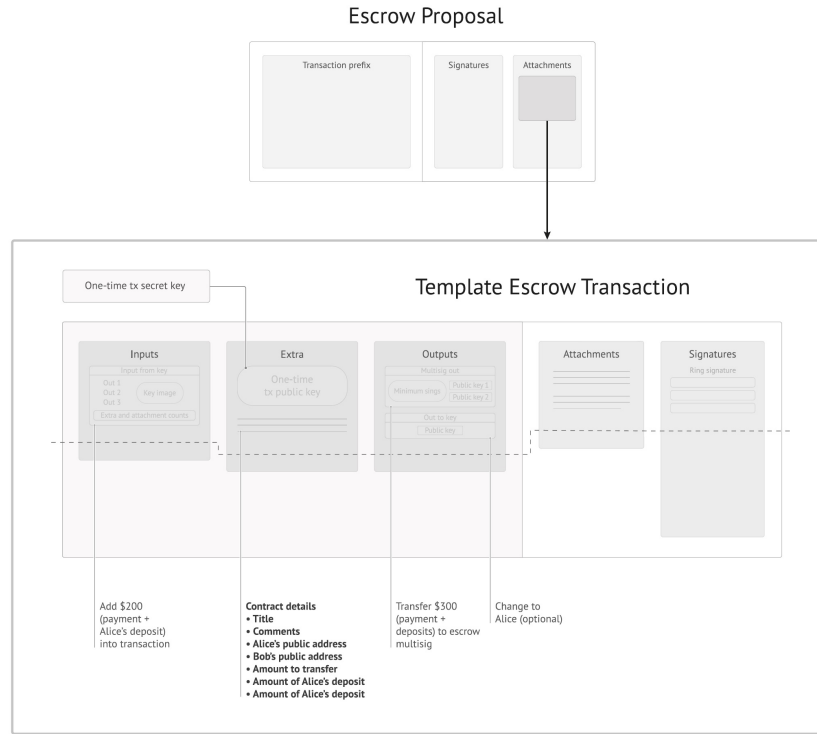 Escrow Proposal
Transaction prefix
Signatures
Attachments
One-time tx secret key
Template Escrow Transaction
Inputs
Input from key
Out 1
Out 2
Out 3
Key image
Extra and attachment counts
Extra
One-time
tx public key
Outputs
Multisig out
Minimum sings
Public key 1
Public key 2
Out to key
Public key
Attachments
Signatures
Ring signature
Add $200
(payment +
Alice's deposit)
into transaction
Contract details
• Title
• Comments
• Alice's public address
• Bob's public address
• Amount to transfer
• Amount of Alice's deposit
• Amount of Alice's deposit
Transfer $300
(payment +
deposits) to escrow
multisig
Change to
Alice (optional)